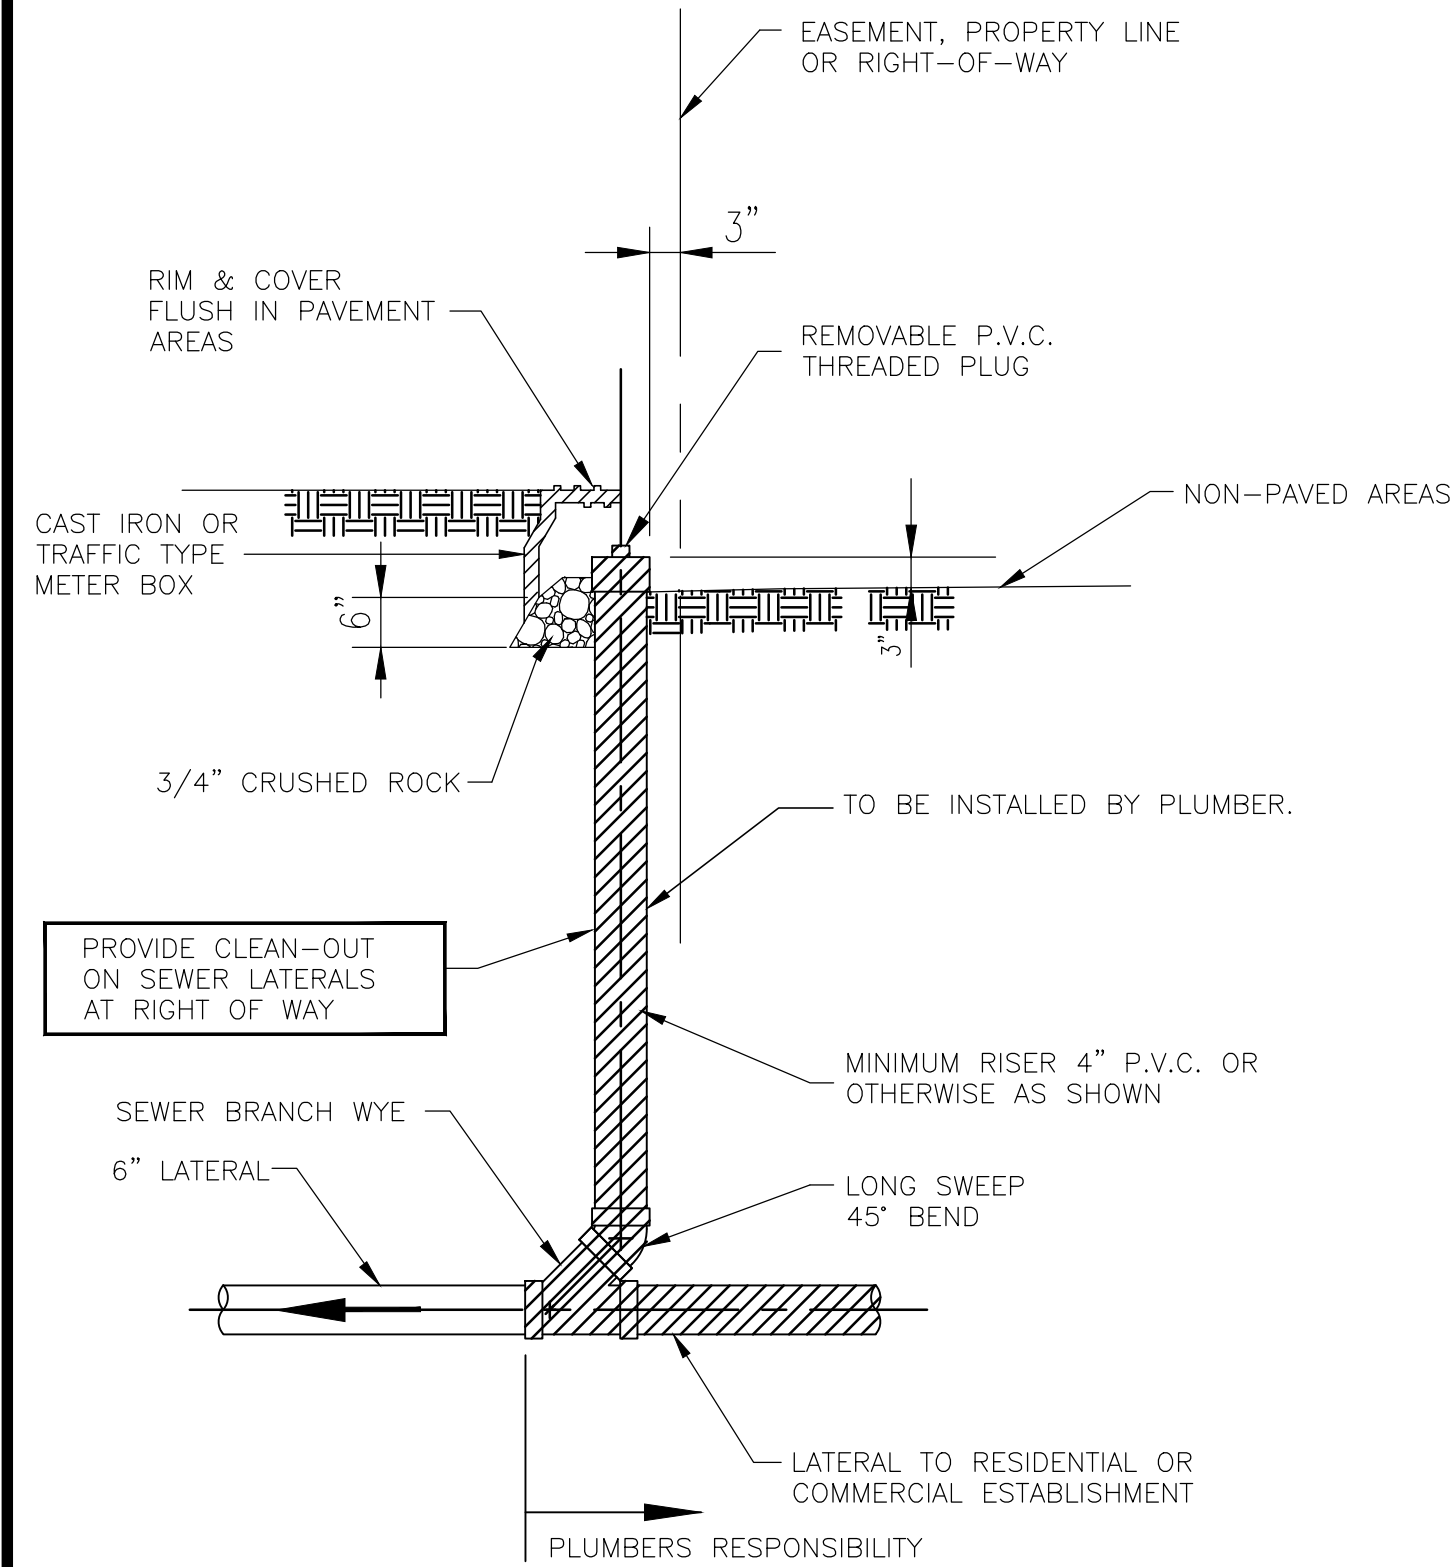 EASEMENT, PROPERTY LINE
OR RIGHT-OF-WAY
3"
RIM & COVER
FLUSH IN PAVEMENT
AREAS
REMOVABLE P.V.C.
THREADED PLUG
NON-PAVED AREAS
CAST IRON OR
TRAFFIC TYPE
METER BOX
6"
3"
3/4" CRUSHED ROCK
TO BE INSTALLED BY PLUMBER.
PROVIDE CLEAN-OUT
ON SEWER LATERALS
AT RIGHT OF WAY
MINIMUM RISER 4" P.V.C. OR
OTHERWISE AS SHOWN
SEWER BRANCH WYE
6" LATERAL
LONG SWEEP
45° BEND
LATERAL TO RESIDENTIAL OR
COMMERCIAL ESTABLISHMENT
PLUMBERS RESPONSIBILITY